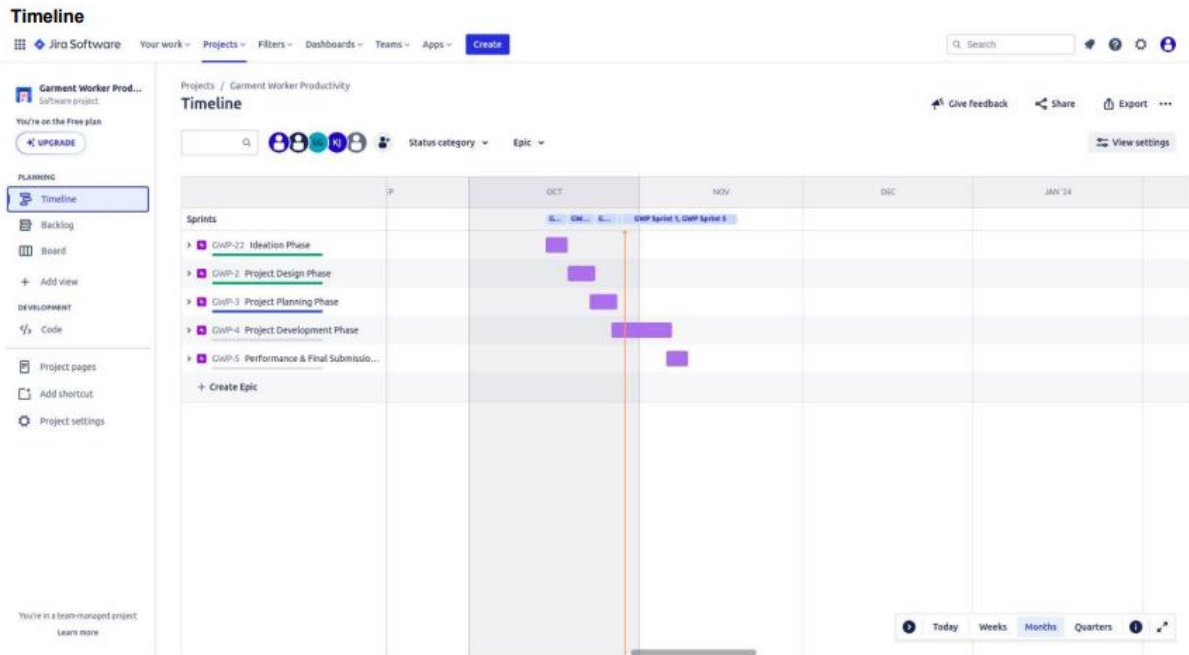 Timeline
Jira Software Your work Projects Filters Dashboards Teams Apps Create Search
Garment Worker Prod...
Software project
You're on the Free plan
UPGRADE
PLANNING
Timeline
Backlog
Board
+ Add view
DEVELOPMENT
Code
Project pages
Add shortcut
Project settings
You're in a team-managed project
Learn more
Projects / Garment Worker Productivity
Timeline
Give feedback Share Export
SG KJ Status category Epic View settings
OCT NOV DEC JAN '24
Sprints G... GW... G... GWP Sprint 1, GWP Sprint 5
GWP-22 Ideation Phase
GWP-2 Project Design Phase
GWP-3 Project Planning Phase
GWP-4 Project Development Phase
GWP-5 Performance & Final Submissio...
+ Create Epic
Today Weeks Months Quarters